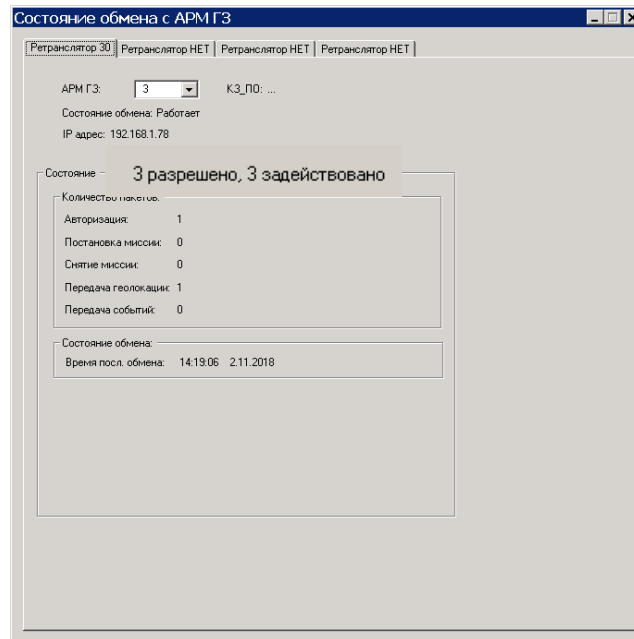 Состояние обмена с АРМ ГЗ
Ретранслятор 30 Ретранслятор НЕТ Ретранслятор НЕТ Ретранслятор НЕТ
АРМ ГЗ: 3 КЗ_ПО: ...
Состояние обмена: Работает
IP адрес: 192.168.1.78
3 разрешено, 3 задействовано
Состояние
Количество пакетов:
Авторизация: 1
Постановка миссии: 0
Снятие миссии: 0
Передача геолокации: 1
Передача событий: 0
Состояние обмена:
Время посл. обмена: 14:19:06 2.11.2018